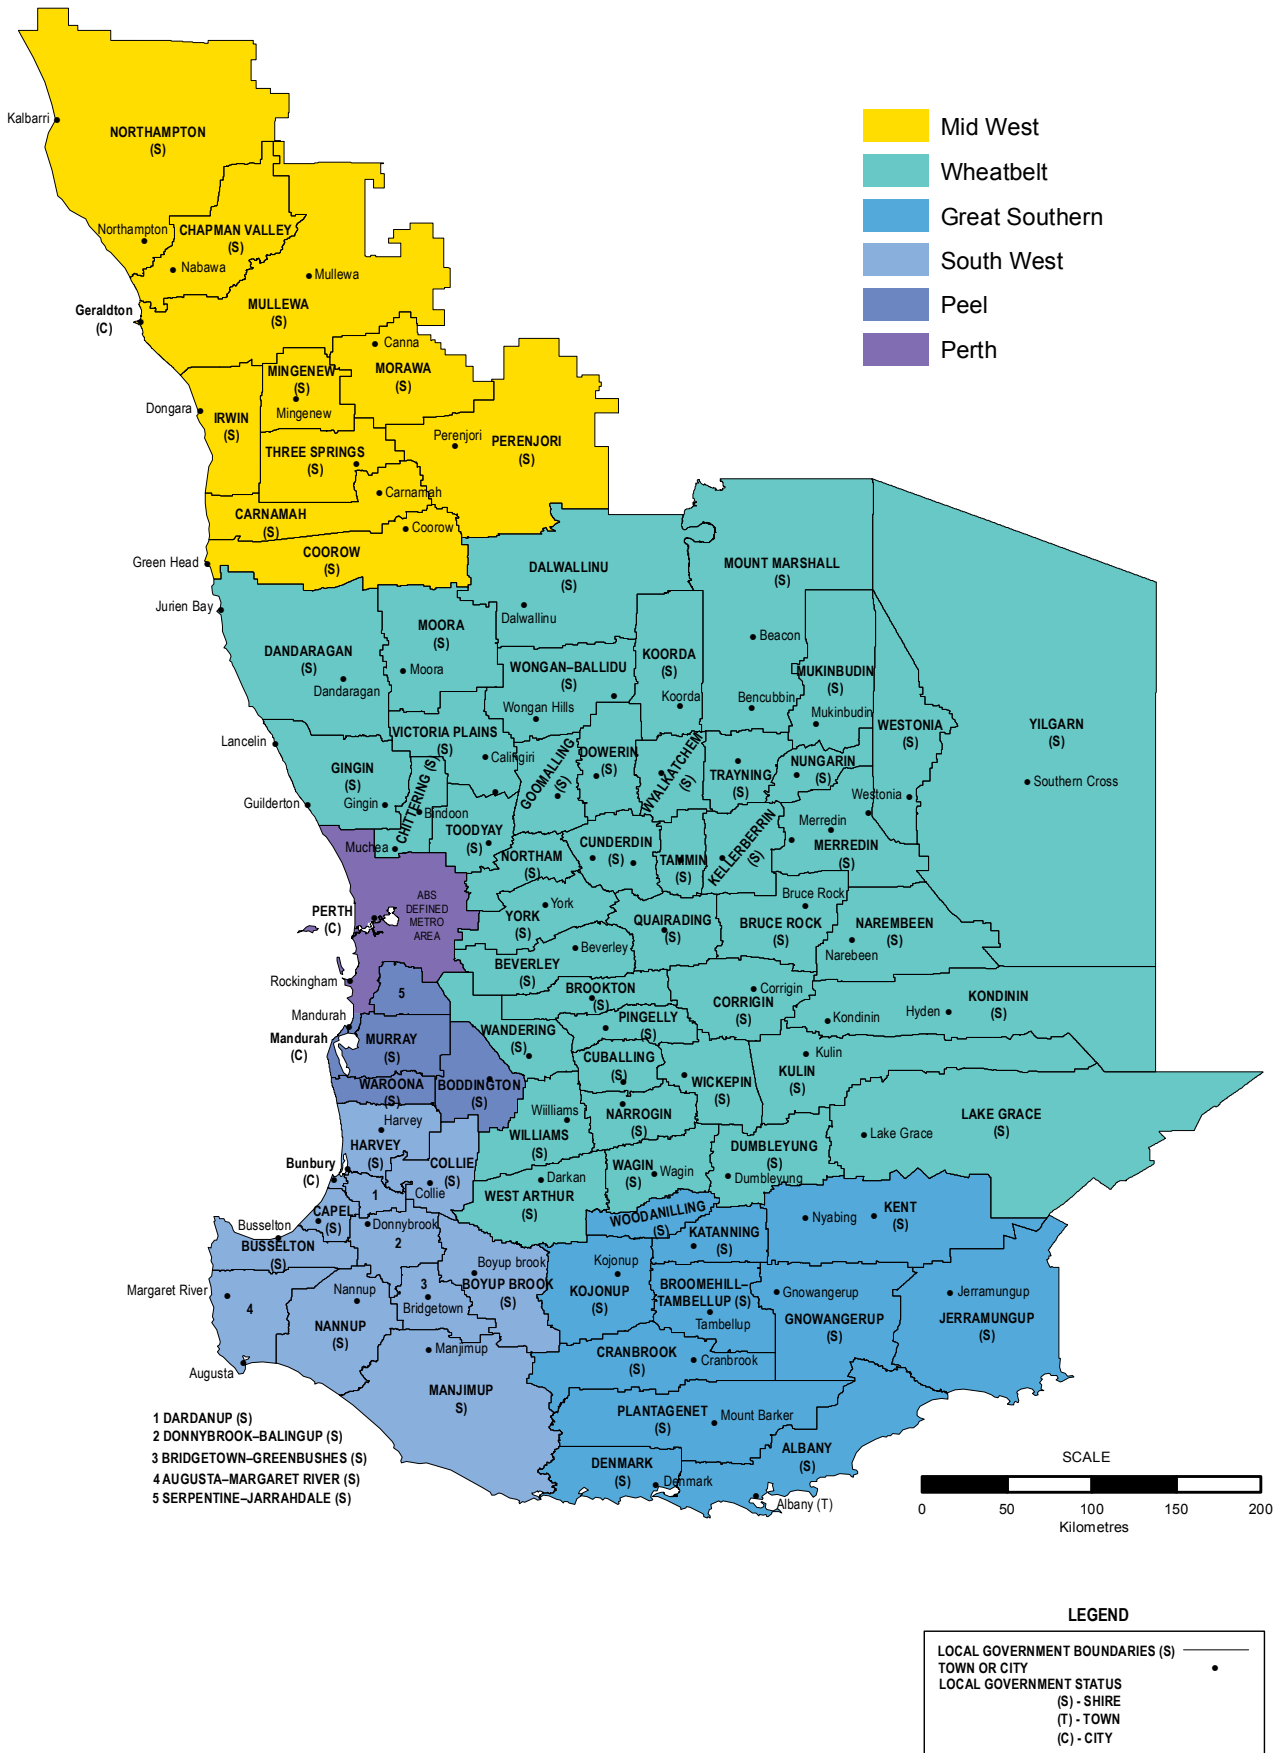 Kalbarri
NORTHAMPTON
(S)
Mid West
Wheatbelt
Great Southern
South West
Peel
Perth
Northampton
CHAPMAN VALLEY
(S)
Nabawa
Mullewa
MULLEWA
(S)
Geraldton
(C)
Canna
MORAWA
(S)
MINGENEW
(S)
Mingenew
Dongara
IRWIN
(S)
THREE SPRINGS
(S)
Perenjori
PERENJORI
(S)
Carnamah
CARNAMAH
(S)
Coorow
COOROW
(S)
Green Head
Jurien Bay
DALWALLINU
(S)
Dalwallinu
MOUNT MARSHALL
(S)
Beacon
Bencubbin
MOORA
(S)
Moora
DANDARAGAN
(S)
Dandaragan
WONGAN–BALLIDU
(S)
Wongan Hills
KOORDA
(S)
Koorda
MUKINBUDIN
(S)
Mukinbudin
WESTONIA
(S)
Westonia
YILGARN
(S)
Southern Cross
Lancelin
VICTORIA PLAINS
(S)
Calingiri
GINGIN
(S)
Gingin
Guilderton
CHITTERING (S)
Bindoon
Muchea
GOOMALLING
(S)
DOWERIN
(S)
WYALKATCHEM
(S)
TRAYNING
(S)
NUNGARIN
(S)
TOODYAY
(S)
NORTHAM
(S)
CUNDERDIN
(S)
TAMMIN
(S)
KELLERBERRIN
(S)
Merredin
MERREDIN
(S)
ABS
DEFINED
METRO
AREA
PERTH
(C)
York
YORK
(S)
QUAIRADING
(S)
Bruce Rock
BRUCE ROCK
(S)
NAREMBEEN
(S)
Narebeen
Beverley
BEVERLEY
(S)
Rockingham
5
BROOKTON
(S)
Corrigin
CORRIGIN
(S)
KONDININ
(S)
Hyden
Kondinin
Mandurah
Mandurah
(C)
MURRAY
(S)
WANDERING
(S)
PINGELLY
(S)
CUBALLING
(S)
Kulin
KULIN
(S)
WAROONA
(S)
BODDINGTON
(S)
WICKEPIN
(S)
NARROGIN
(S)
Harvey
HARVEY
(S)
Wiilliams
WILLIAMS
(S)
LAKE GRACE
(S)
Lake Grace
DUMBLEYUNG
(S)
Dumbleyung
Bunbury
(C)
COLLIE
(S)
Collie
WAGIN
(S)
Wagin
Darkan
WEST ARTHUR
(S)
1
CAPEL
(S)
Busselton
BUSSELTON
(S)
Donnybrook
2
WOODANILLING
(S)
KATANNING
(S)
Nyabing
KENT
(S)
Boyup brook
BOYUP BROOK
(S)
Kojonup
KOJONUP
(S)
BROOMEHILL–
TAMBELLUP (S)
Tambellup
Gnowangerup
GNOWANGERUP
(S)
Jerramungup
JERRAMUNGUP
(S)
Margaret River
4
Nannup
NANNUP
(S)
3
Bridgetown
Manjimup
MANJIMUP
S)
Augusta
CRANBROOK
(S)
Cranbrook
PLANTAGENET
(S)
Mount Barker
ALBANY
(S)
DENMARK
(S)
Denmark
Albany (T)
1 DARDANUP (S)
2 DONNYBROOK–BALINGUP (S)
3 BRIDGETOWN–GREENBUSHES (S)
4 AUGUSTA–MARGARET RIVER (S)
5 SERPENTINE–JARRAHDALE (S)
SCALE
0 50 100 150 200
Kilometres
LEGEND
LOCAL GOVERNMENT BOUNDARIES (S)
TOWN OR CITY
LOCAL GOVERNMENT STATUS
(S) - SHIRE
(T) - TOWN
(C) - CITY